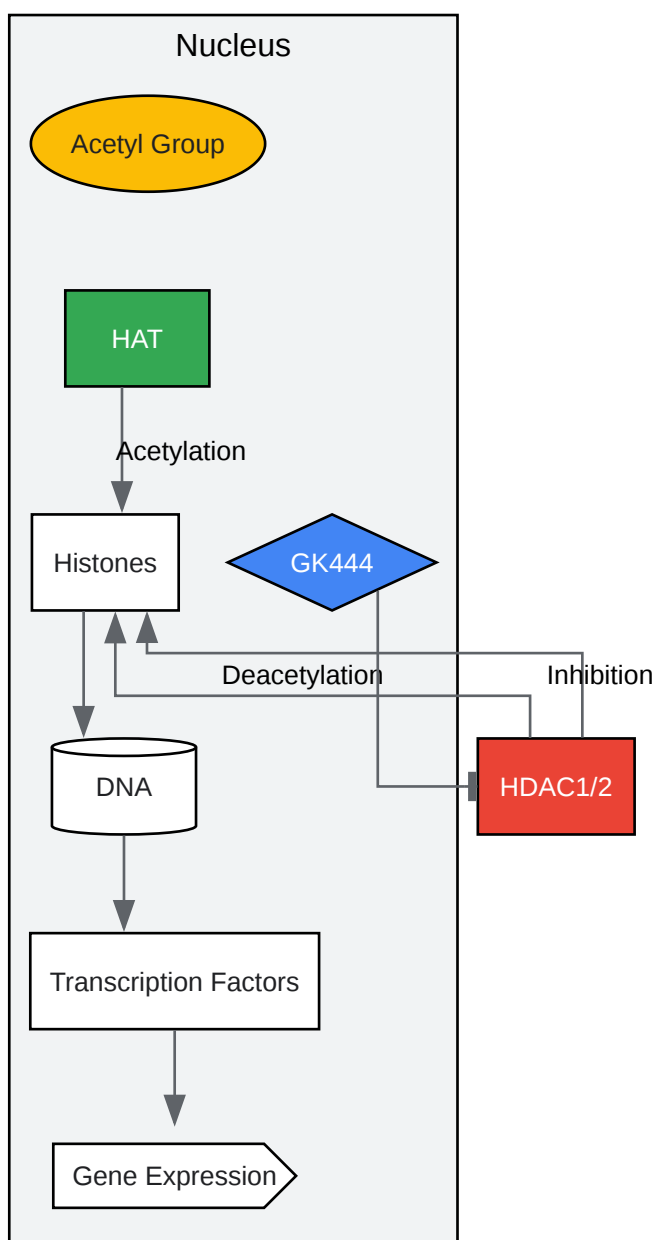 Nucleus
Acetyl Group
HAT
Acetylation
Histones
GK444
Deacetylation
Inhibition
DNA
HDAC1/2
Transcription Factors
Gene Expression